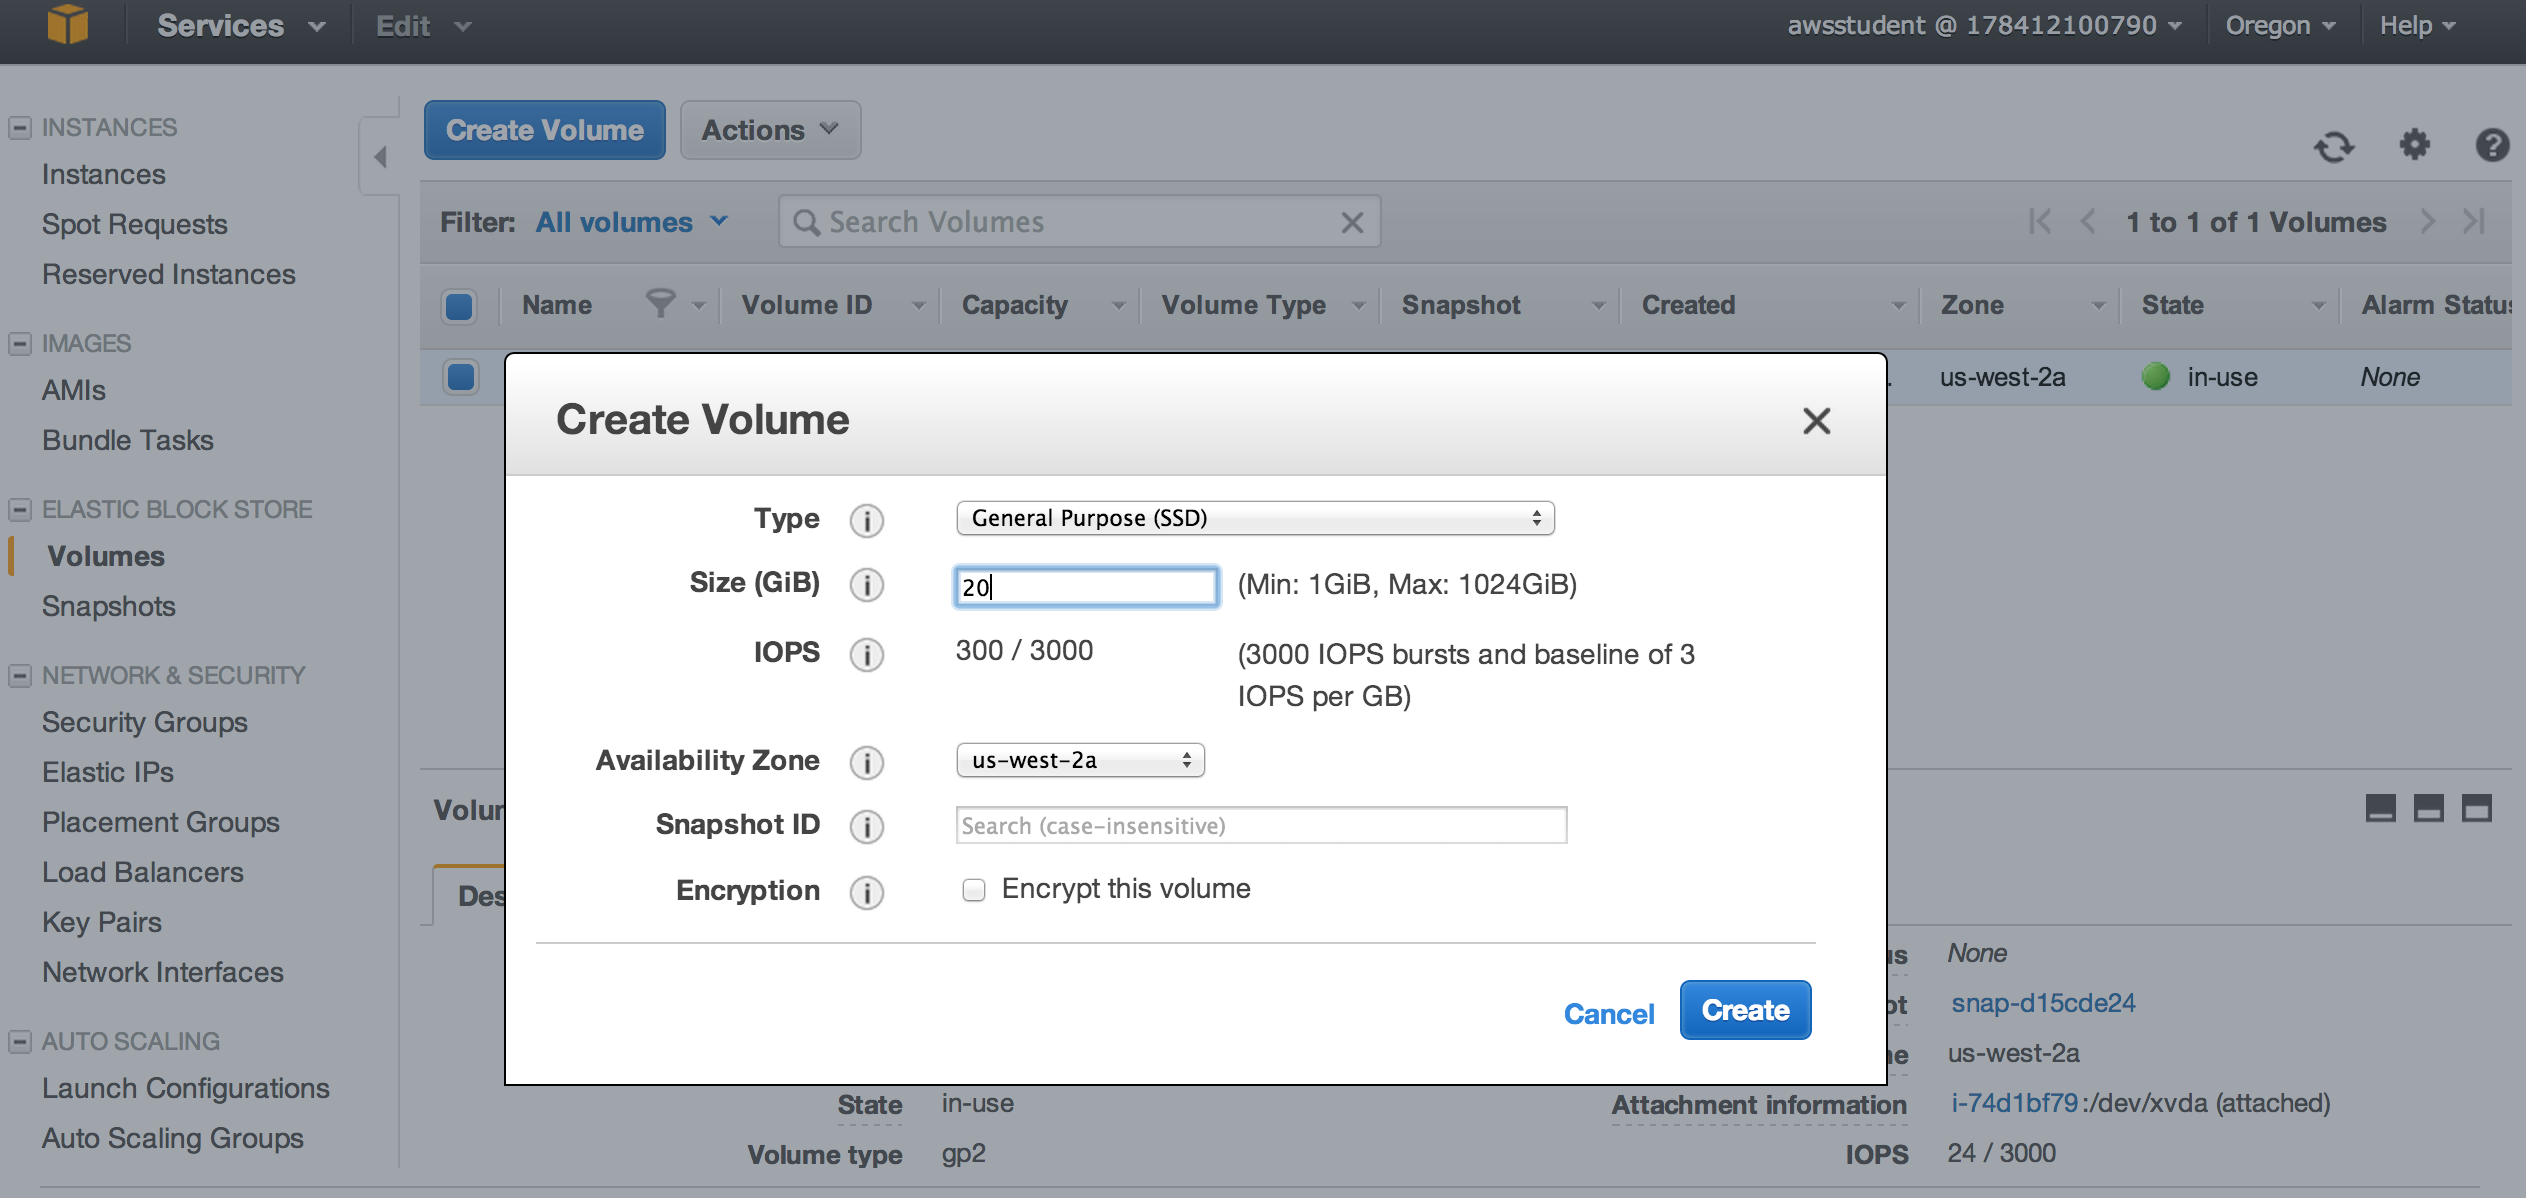 Services Edit awsstudent @ 178412100790 Oregon Help
INSTANCES
Instances
Spot Requests
Reserved Instances
IMAGES
AMIs
Bundle Tasks
ELASTIC BLOCK STORE
Volumes
Snapshots
NETWORK & SECURITY
Security Groups
Elastic IPs
Placement Groups
Load Balancers
Key Pairs
Network Interfaces
AUTO SCALING
Launch Configurations
Auto Scaling Groups
Create Volume Actions
Filter: All volumes Search Volumes 1 to 1 of 1 Volumes
Name Volume ID Capacity Volume Type Snapshot Created Zone State Alarm Status
us-west-2a in-use None
Create Volume
Type General Purpose (SSD)
Size (GiB) 20 (Min: 1GiB, Max: 1024GiB)
IOPS 300 / 3000 (3000 IOPS bursts and baseline of 3
IOPS per GB)
Availability Zone us-west-2a
Snapshot ID Search (case-insensitive)
Encryption Encrypt this volume
Cancel Create
None
snap-d15cde24
us-west-2a
State in-use Attachment information i-74d1bf79:/dev/xvda (attached)
Volume type gp2 IOPS 24 / 3000